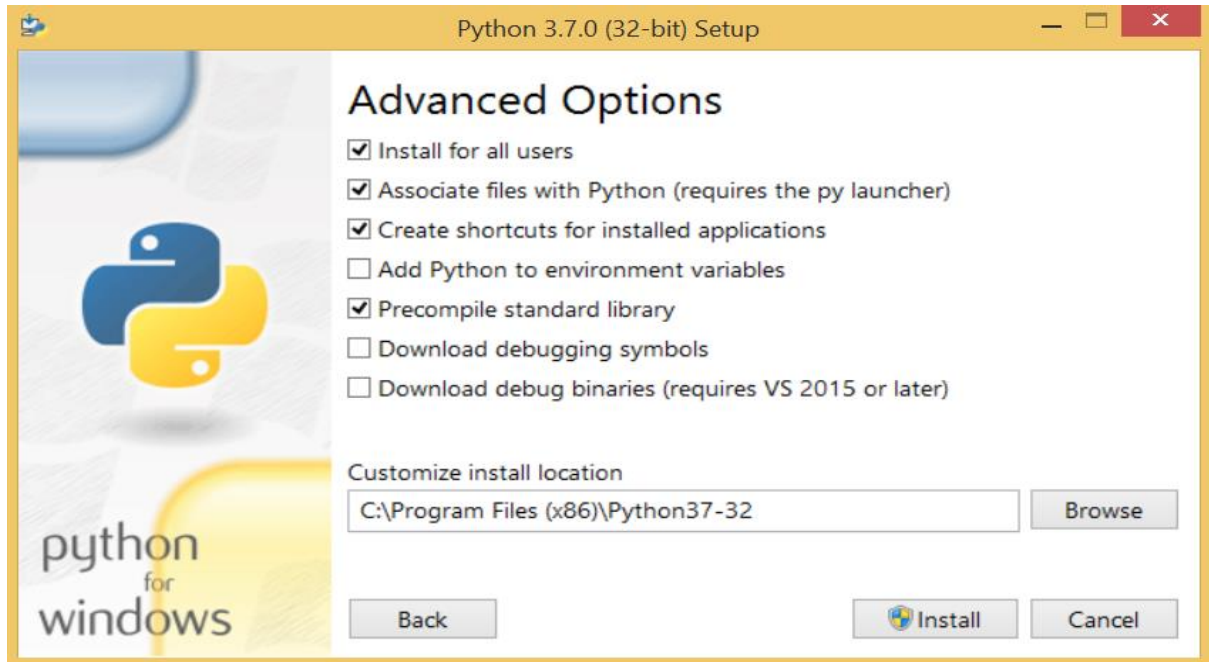 Python 3.7.0 (32-bit) Setup
Advanced Options
Install for all users
Associate files with Python (requires the py launcher)
Create shortcuts for installed applications
Add Python to environment variables
Precompile standard library
Download debugging symbols
Download debug binaries (requires VS 2015 or later)
Customize install location
C:\Program Files (x86)\Python37-32
Browse
python
for
windows
Back
Install
Cancel